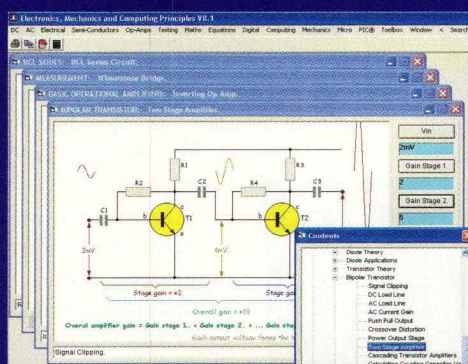 Electronics, Mechanics and Computing Principles V8.1
DC AC Electrical Semi-Conductors Op-Amps Testing Maths Equations Digital Computing Mechanics Micro PIC® Toolbox Window < Search
RCL SERIES: RCL Series Circuit.
MEASUREMENT: Wheatstone Bridge.
BASIC OPERATIONAL AMPLIFIER: Inverting Op Amp.
BIPOLAR TRANSISTOR: Two Stage Amplifier.
Vin
2mV
Gain Stage 1
2
Gain Stage 2
5
R1
R3
R2
C2
R4
C3
C1
b
c
e
T1
b
c
T2
2mV
4mV
Stage gain = x2
Stage gai
Overall gain = x10
Overal amplifier gain = Gain stage 1. + Gain stage 2. + ... Gain sta
Each output voltage forms the i
Signal Clipping.
Contents
Diode Theory
Diode Applications
Transistor Theory
Bipolar Transistor
Signal Clipping
DC Load Line
AC Load Line
AC Current Gain
Push Pull Output
Crossover Distortion
Power Output Stage
Two Stage Amplifier
Cascading Transistor Amplifiers